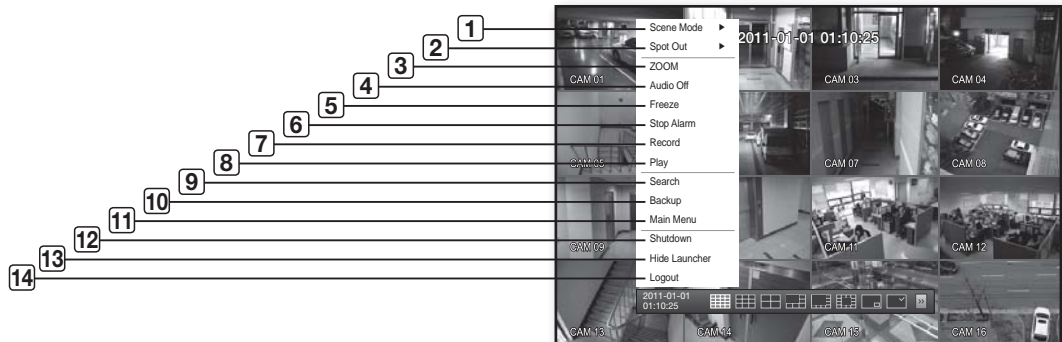 1
2
3
4
5
6
7
8
9
10
11
12
13
14
Scene Mode
Spot Out
ZOOM
Audio Off
Freeze
Stop Alarm
Record
Play
Search
Backup
Main Menu
Shutdown
Hide Launcher
Logout
2011-01-01 01:10:25
CAM 01
CAM 03
CAM 04
CAM 05
CAM 07
CAM 08
CAM 09
CAM 11
CAM 12
2011-01-01
01:10:25
CAM 13
CAM 14
CAM 15
CAM 16